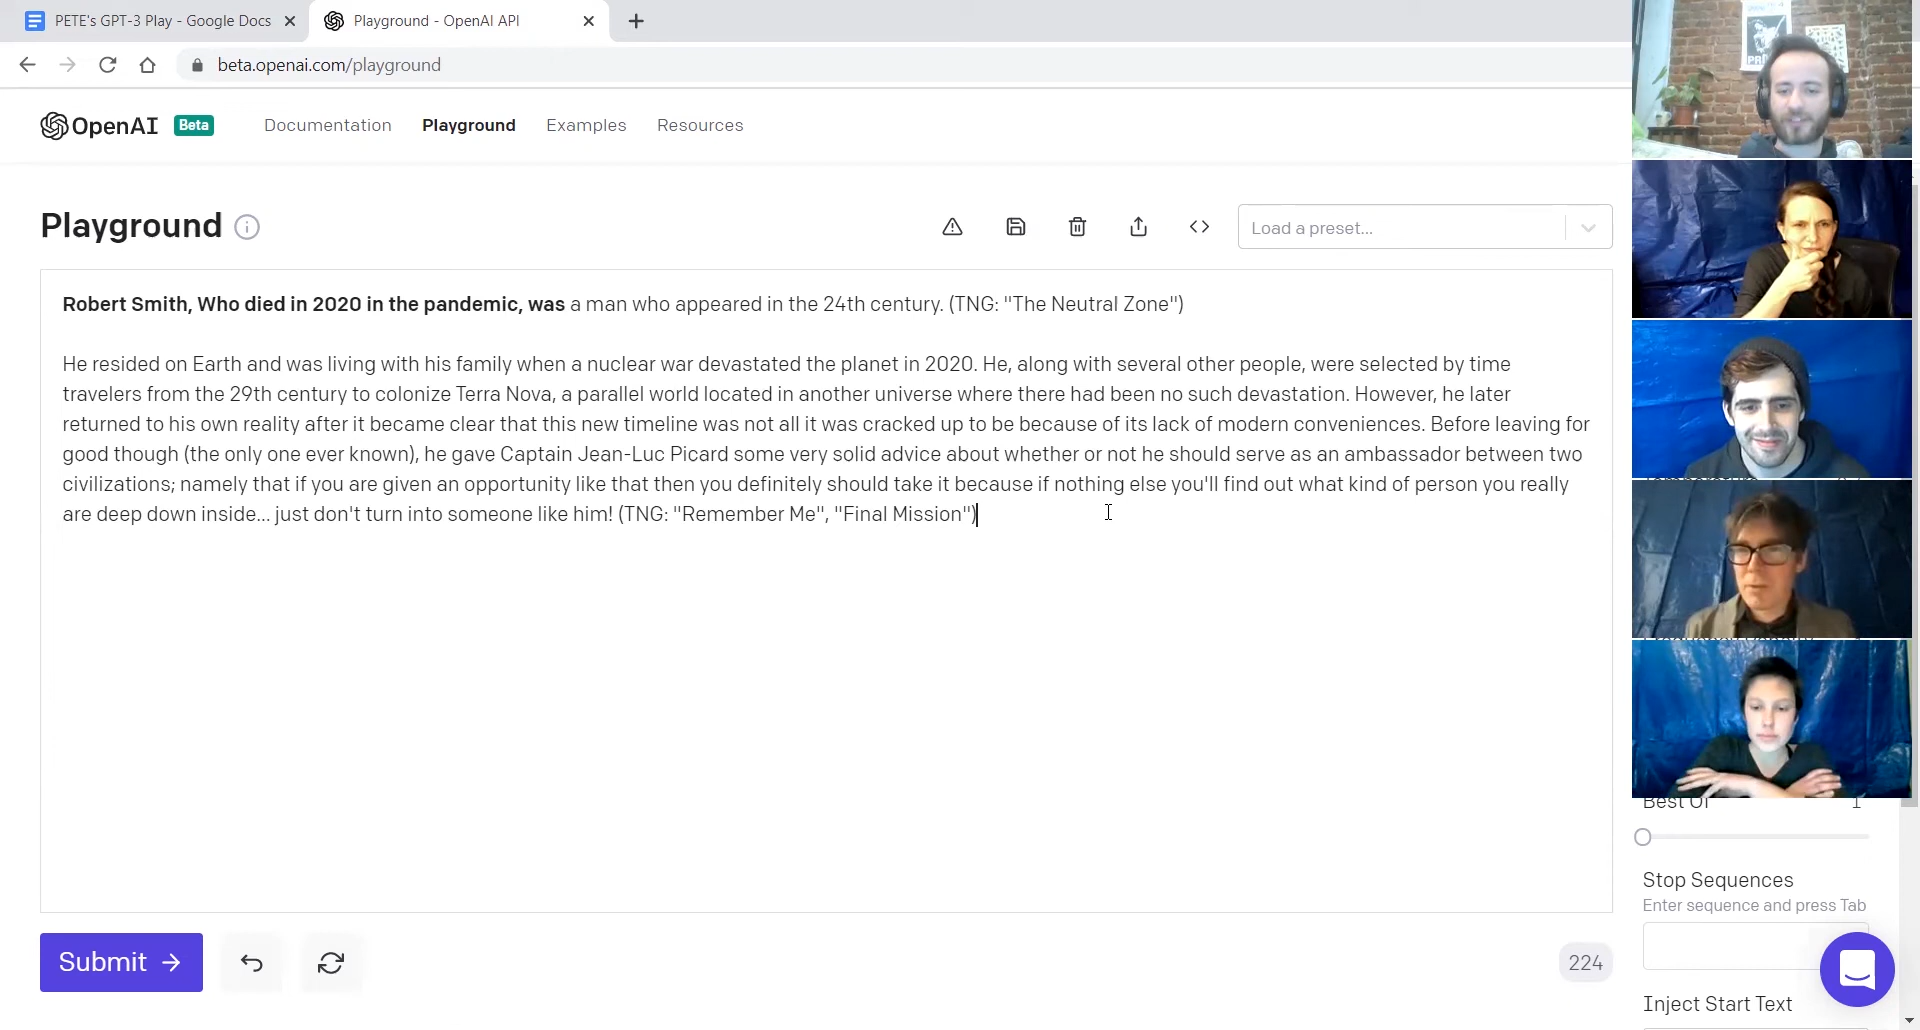 PETE's GPT-3 Play - Google Docs
Playground - OpenAI API
beta.openai.com/playground
OpenAI Beta Documentation Playground Examples Resources
Playground
Load a preset...
Robert Smith, Who died in 2020 in the pandemic, was a man who appeared in the 24th century. (TNG: "The Neutral Zone")
He resided on Earth and was living with his family when a nuclear war devastated the planet in 2020. He, along with several other people, were selected by time
travelers from the 29th century to colonize Terra Nova, a parallel world located in another universe where there had been no such devastation. However, he later
returned to his own reality after it became clear that this new timeline was not all it was cracked up to be because of its lack of modern conveniences. Before leaving for
good though (the only one ever known), he gave Captain Jean-Luc Picard some very solid advice about whether or not he should serve as an ambassador between two
civilizations; namely that if you are given an opportunity like that then you definitely should take it because if nothing else you'll find out what kind of person you really
are deep down inside... just don't turn into someone like him! (TNG: "Remember Me", "Final Mission")
Best Of 1
Stop Sequences
Enter sequence and press Tab
Submit
224
Inject Start Text